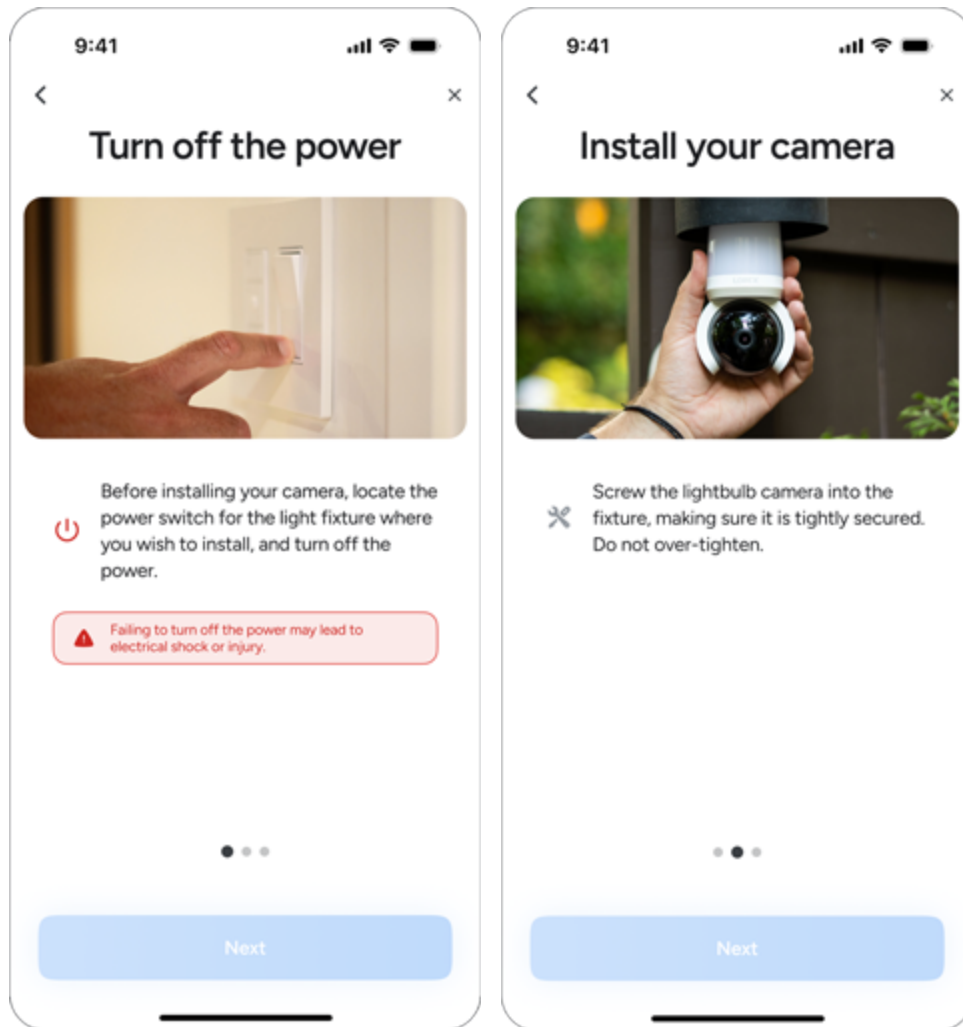 9:41
Turn off the power
Before installing your camera, locate the
power switch for the light fixture where
you wish to install, and turn off the
power.
Failing to turn off the power may lead to
electrical shock or injury.
Next
9:41
Install your camera
Screw the lightbulb camera into the
fixture, making sure it is tightly secured.
Do not over-tighten.
Next